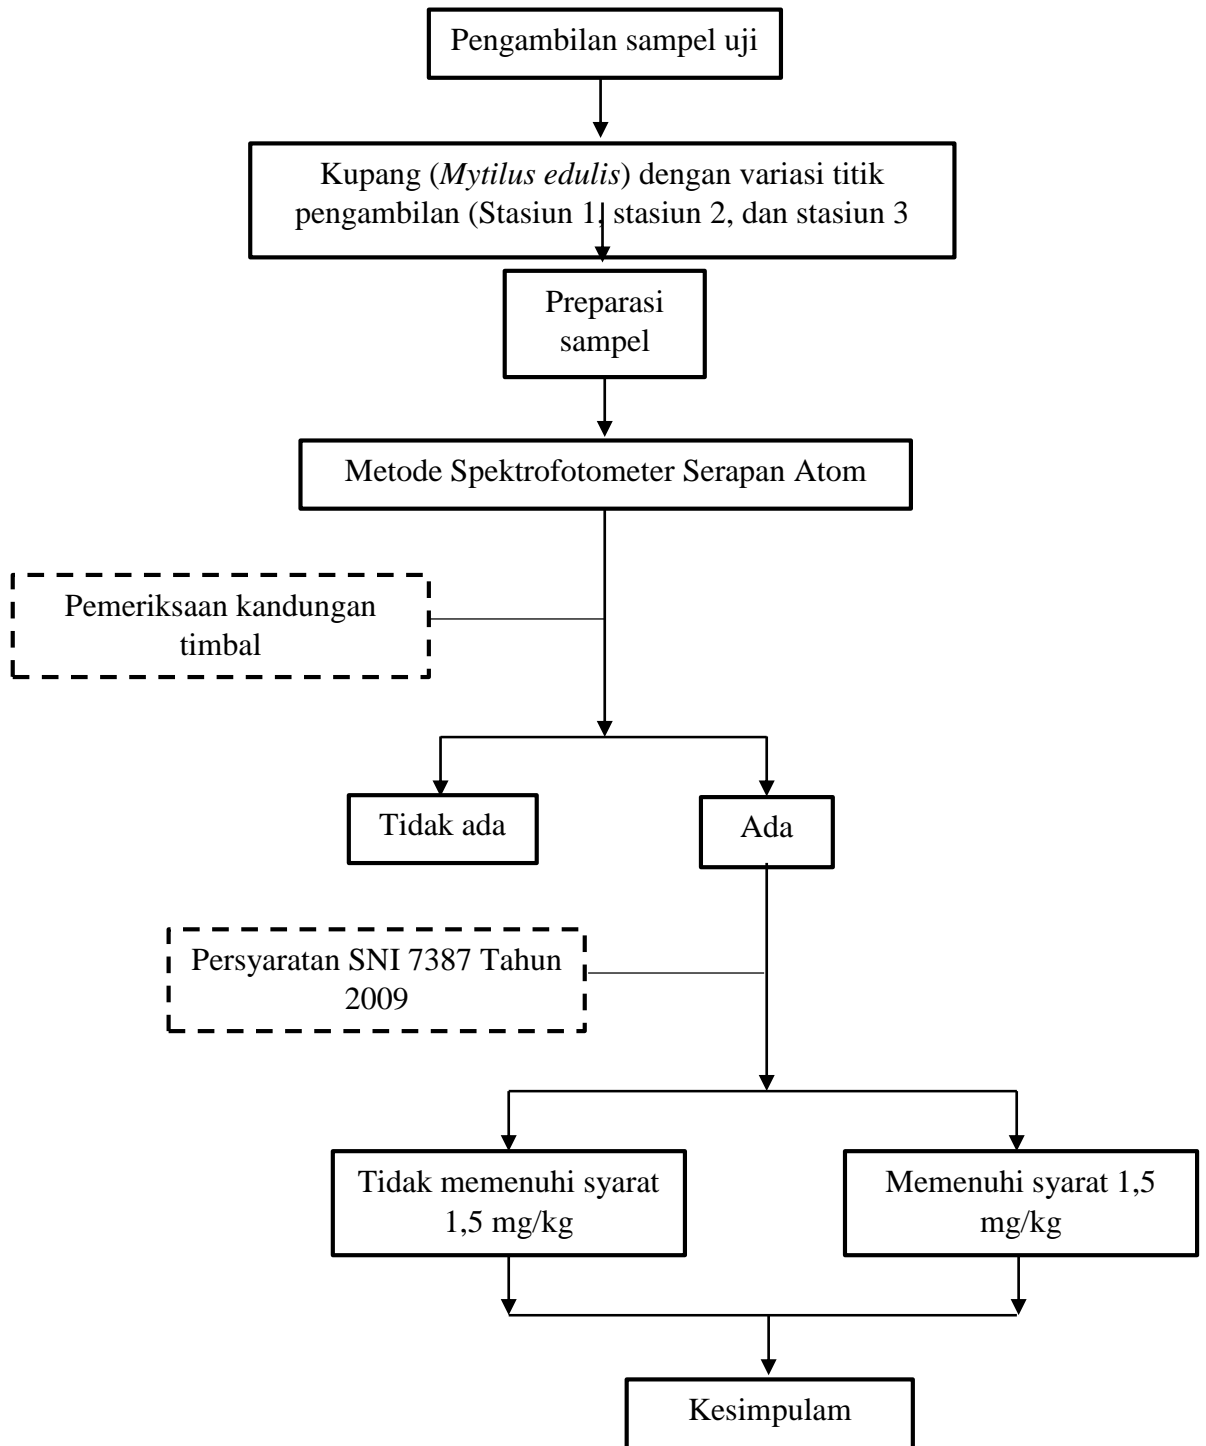 Pengambilan sampel uji
Kupang (Mytilus edulis) dengan variasi titik
pengambilan (Stasiun 1, stasiun 2, dan stasiun 3
Preparasi
sampel
Metode Spektrofotometer Serapan Atom
Pemeriksaan kandungan
timbal
Tidak ada
Ada
Persyaratan SNI 7387 Tahun
2009
Tidak memenuhi syarat
1,5 mg/kg
Memenuhi syarat 1,5
mg/kg
Kesimpulam